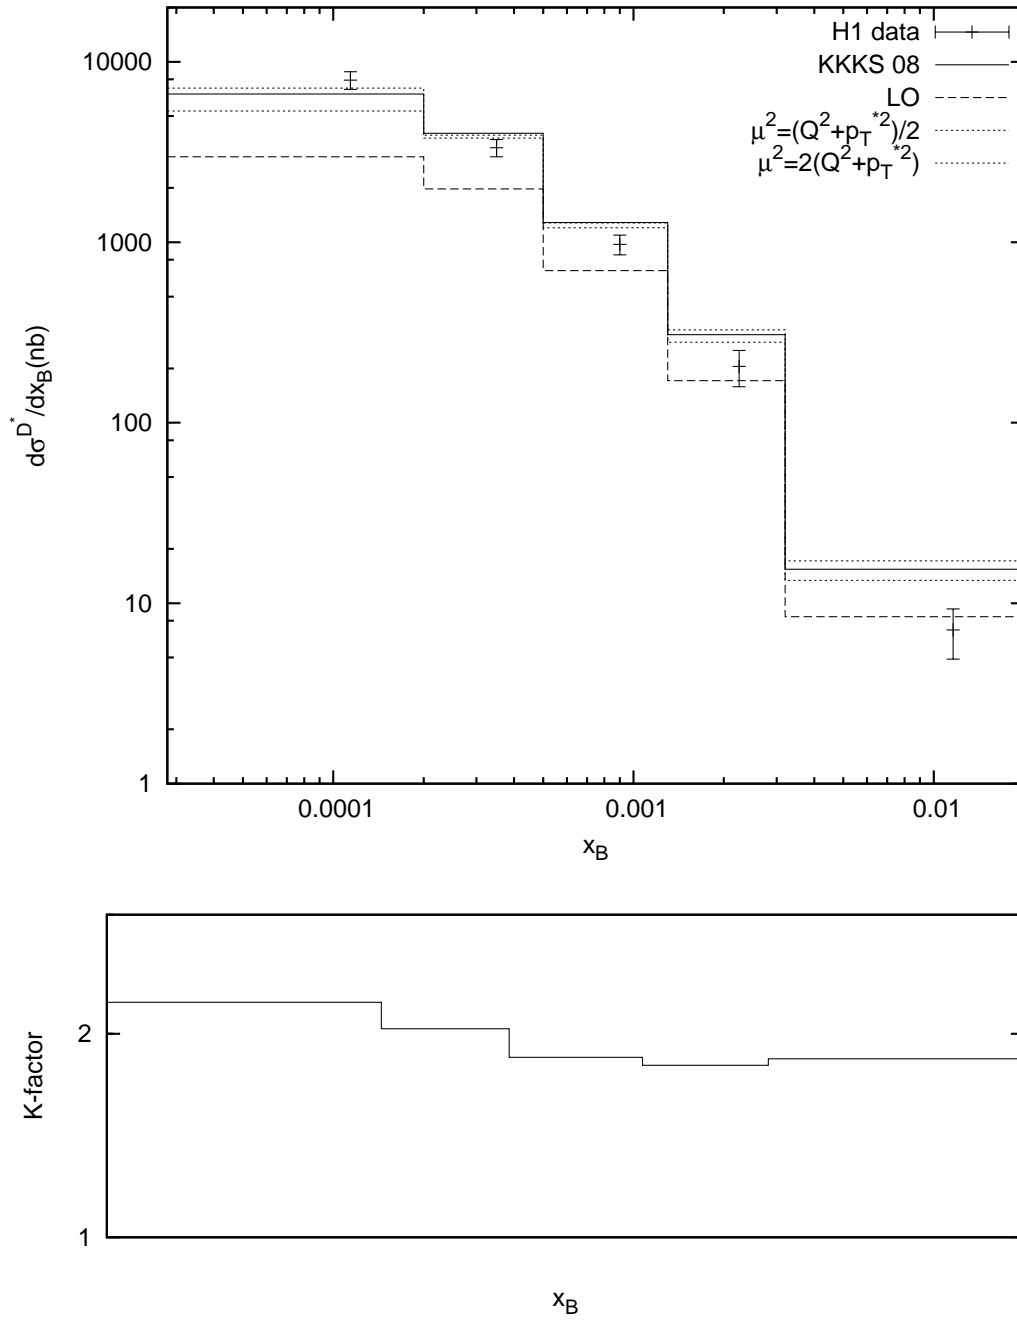 H1 data
KKKS 08
LO
μ²=(Q²+p_T*²)/2
μ²=2(Q²+p_T*²)
10000
1000
100
10
1
dσ^D*/dx_B(nb)
0.0001
0.001
0.01
x_B
2
1
K-factor
x_B